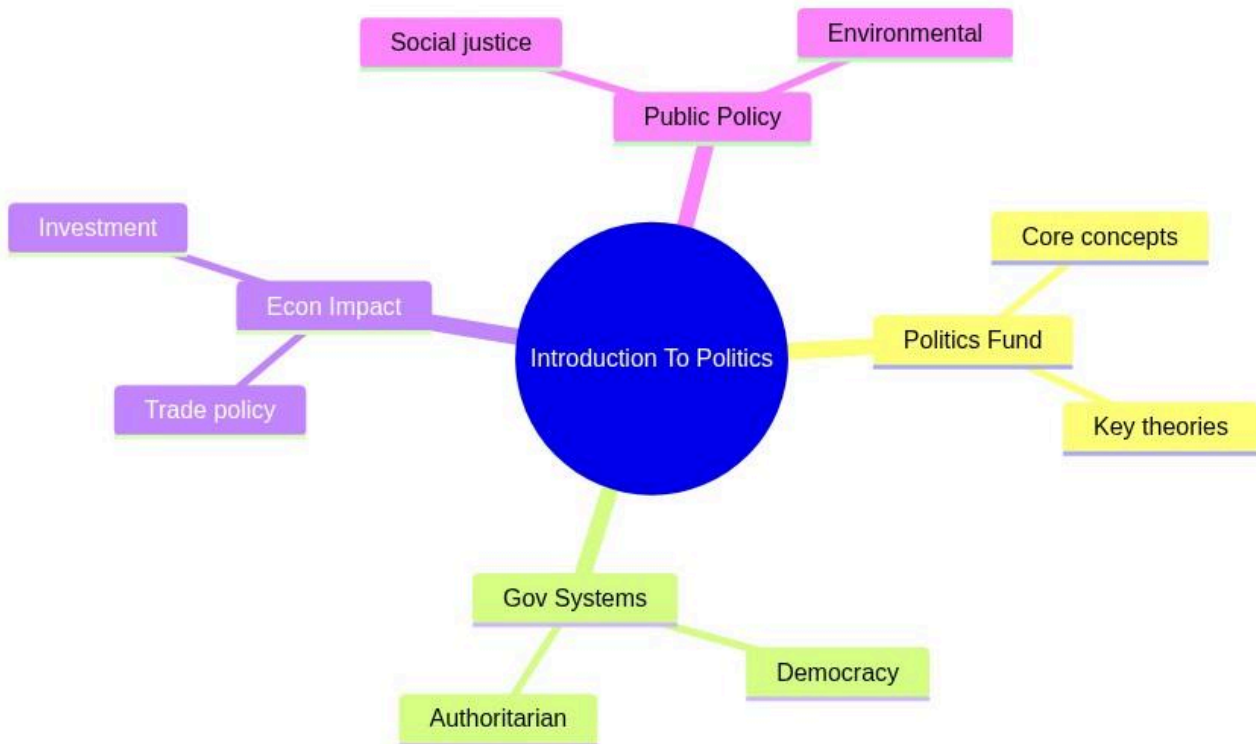 Social justice
Environmental
Public Policy
Investment
Core concepts
Econ Impact
Politics Fund
Introduction To Politics
Trade policy
Key theories
Gov Systems
Democracy
Authoritarian